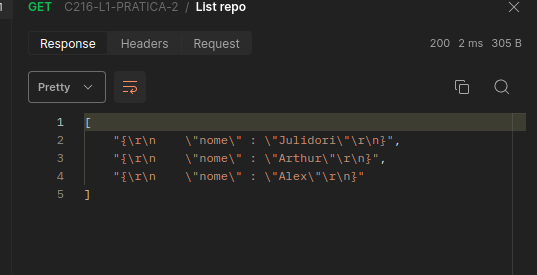 GET C216-L1-PRATICA-2 / List repo
Response Headers Request 200 2 ms 305 B
Pretty
1 [
2 "{\r\n    \"nome\" : \"Julidori\"\r\n}",
3 "{\r\n    \"nome\" : \"Arthur\"\r\n}",
4 "{\r\n    \"nome\" : \"Alex\"\r\n}"
5 ]